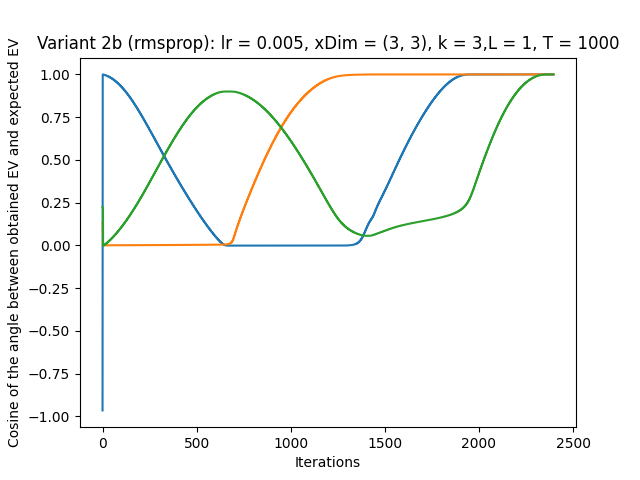 Variant 2b (rmsprop): lr = 0.005, xDim = (3, 3), k = 3,L = 1, T = 1000
Cosine of the angle between obtained EV and expected EV
1.00
0.75
0.50
0.25
0.00
−0.25
−0.50
−0.75
−1.00
0 500 1000 1500 2000 2500
Iterations